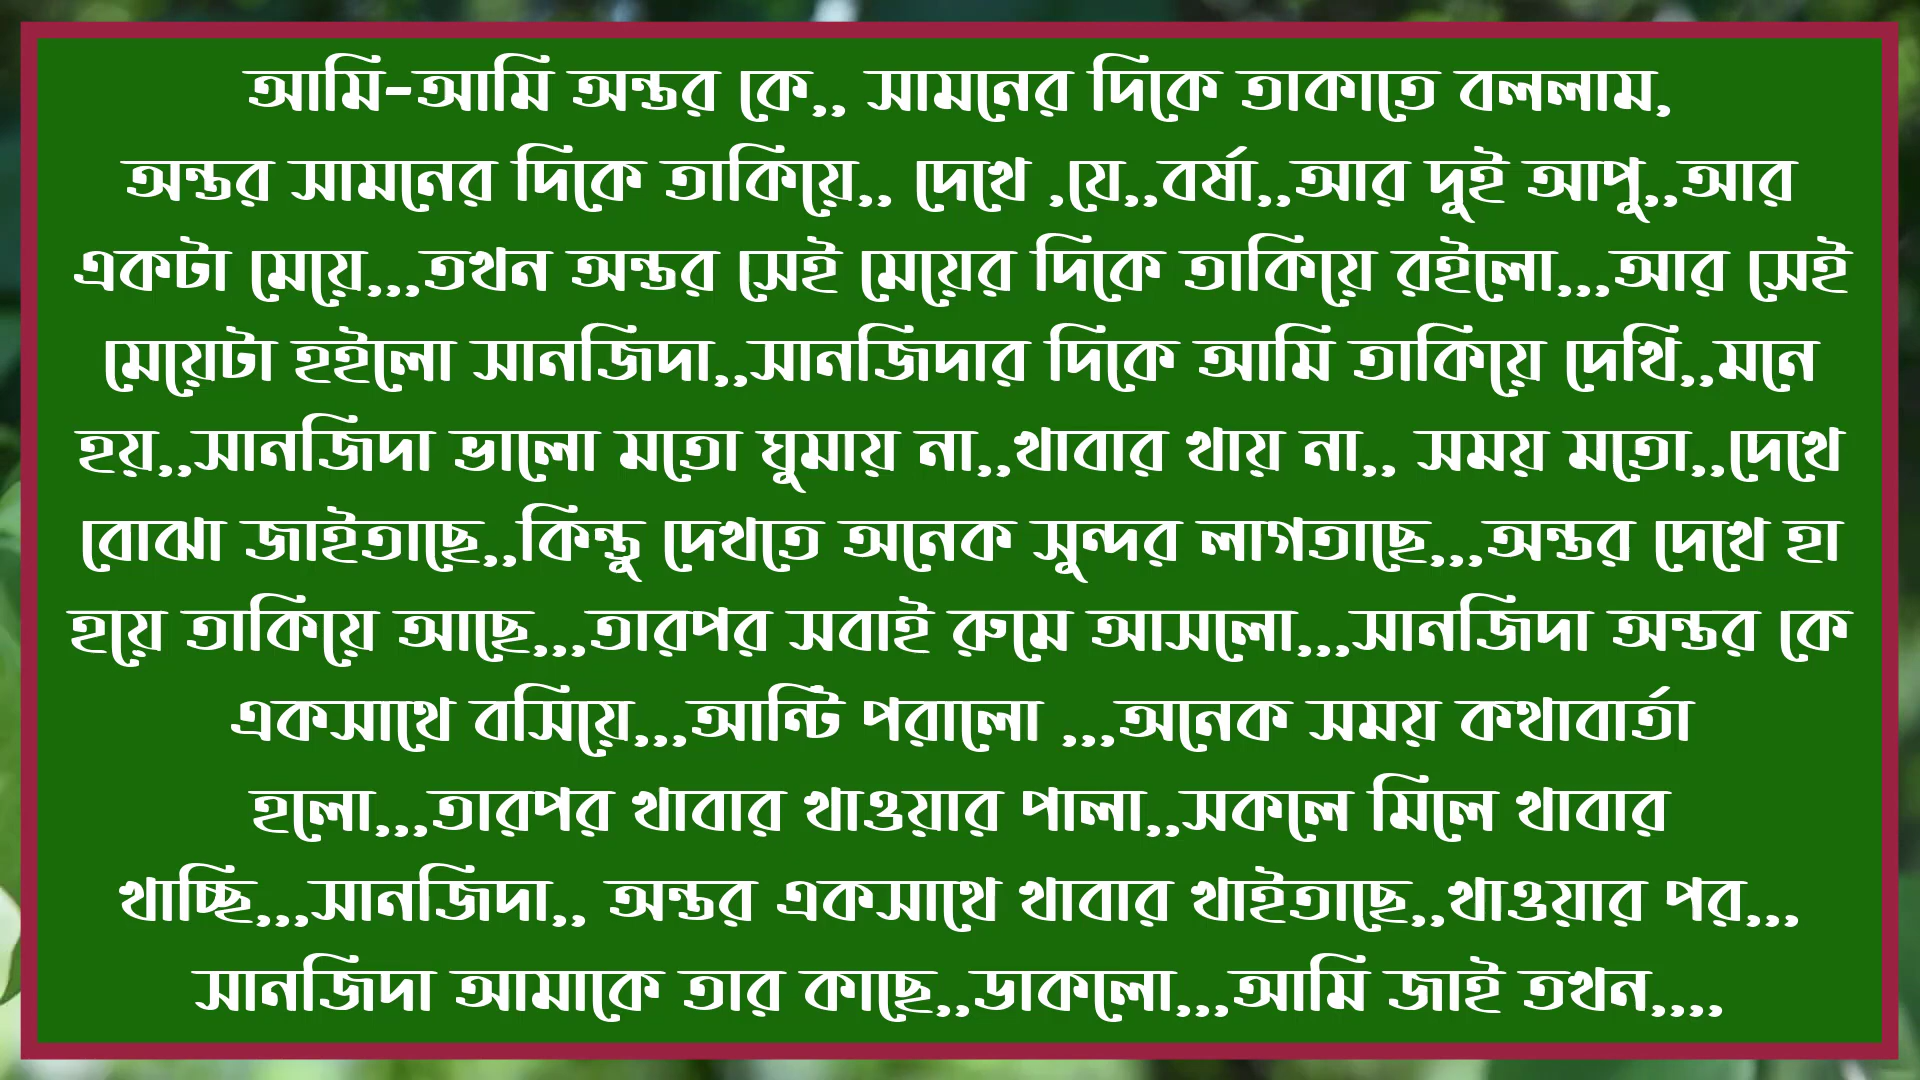 আমি-আমি অন্তর কে,, সামনের দিকে তাকাতে বললাম,
অন্তর সামনের দিকে তাকিয়ে,, দেখে ,যে,,বর্ষা,,আর দুই আপু,,আর
একটা মেয়ে,,,তখন অন্তর সেই মেয়ের দিকে তাকিয়ে রইলো,,,আর সেই
মেয়েটা হইলো সানজিদা,,সানজিদার দিকে আমি তাকিয়ে দেখি,,মনে
হয়,,সানজিদা ভালো মতো ঘুমায় না,,খাবার খায় না,, সময় মতো,,দেখে
বোঝা জাইতাছে,,কিন্তু দেখতে অনেক সুন্দর লাগতাছে,,,অন্তর দেখে হা
হয়ে তাকিয়ে আছে,,,তারপর সবাই রুমে আসলো,,,সানজিদা অন্তর কে
একসাথে বসিয়ে,,,আন্টি পরালো ,,,অনেক সময় কথাবার্তা
হলো,,,তারপর খাবার খাওয়ার পালা,,সকলে মিলে খাবার
খাচ্ছি,,,সানজিদা,, অন্তর একসাথে খাবার খাইতাছে,,খাওয়ার পর,,,
সানজিদা আমাকে তার কাছে,,ডাকলো,,,আমি জাই তখন,,,,